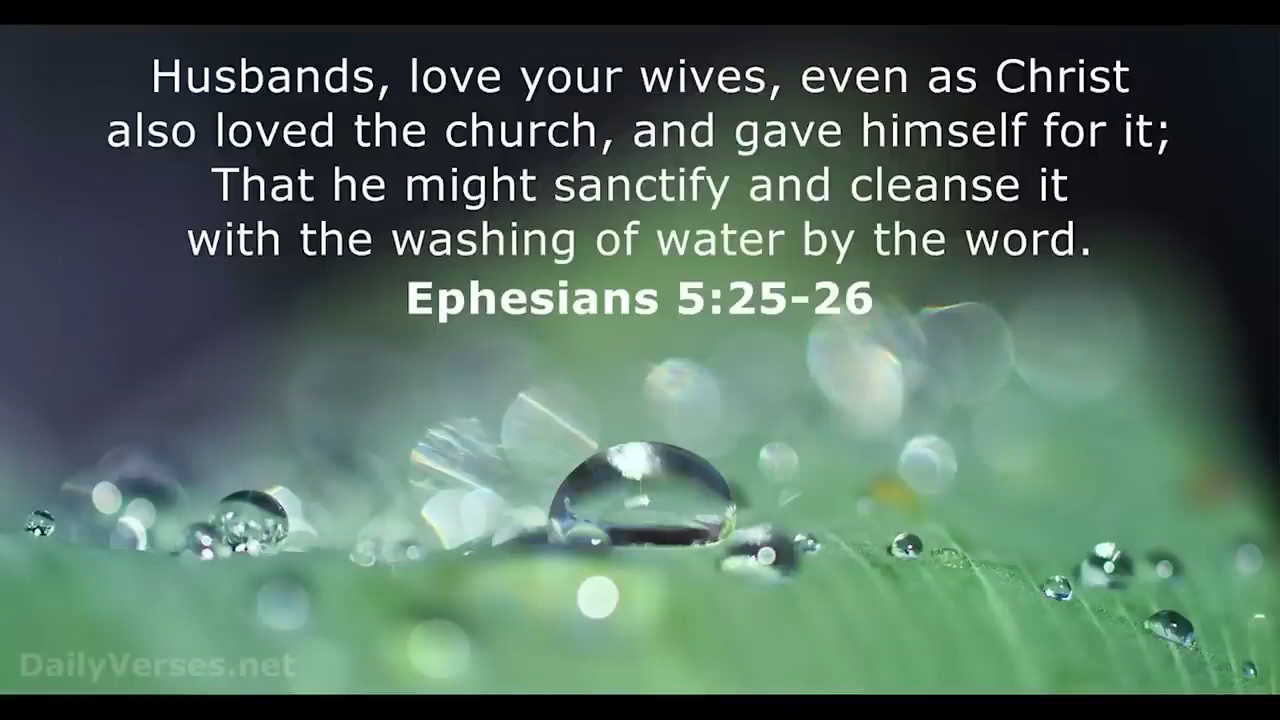 Husbands, love your wives, even as Christ
also loved the church, and gave himself for it;
That he might sanctify and cleanse it
with the washing of water by the word.
Ephesians 5:25-26
DailyVerses.net